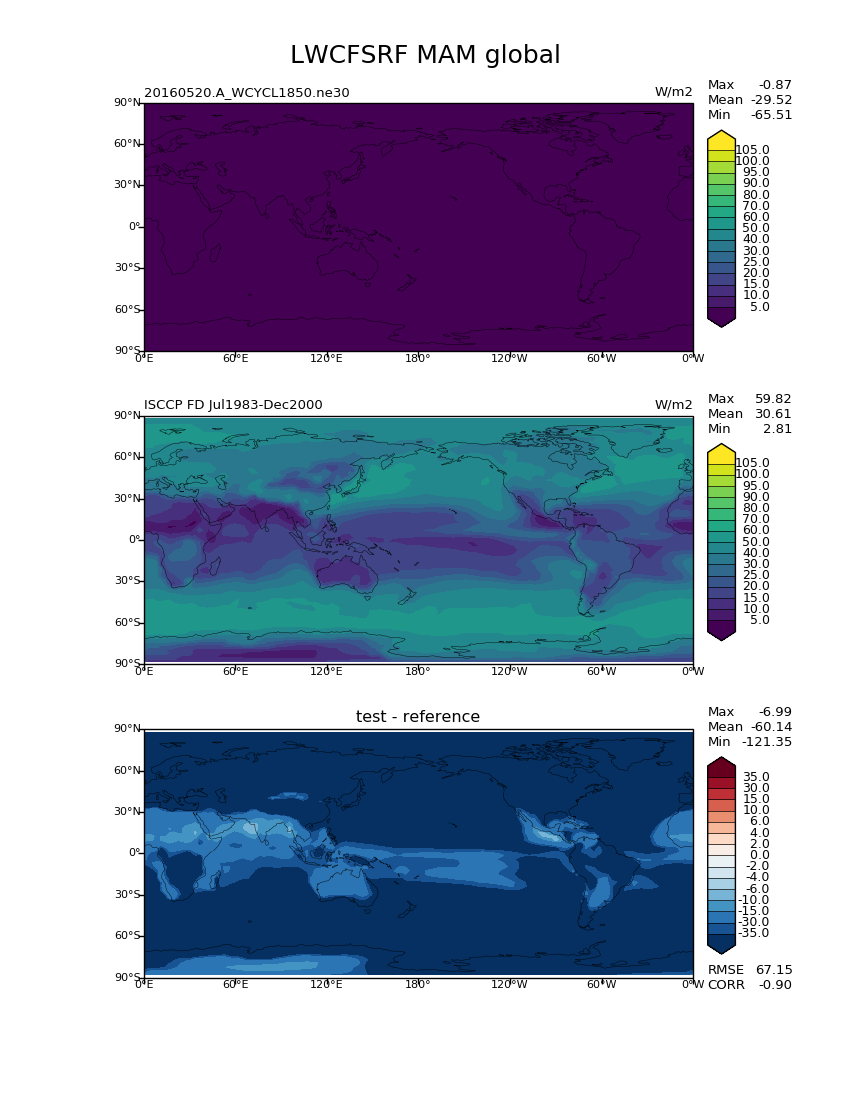 LWCFSRF MAM global
20160520.A_WCYCL1850.ne30 W/m2
Max -0.87
Mean -29.52
Min -65.51
90°N
60°N
30°N
0°
30°S
60°S
90°S
0°E 60°E 120°E 180° 120°W 60°W 0°W
105.0
100.0
95.0
90.0
80.0
70.0
60.0
50.0
40.0
30.0
25.0
20.0
15.0
10.0
5.0
ISCCP FD Jul1983-Dec2000 W/m2
Max 59.82
Mean 30.61
Min 2.81
90°N
60°N
30°N
0°
30°S
60°S
90°S
0°E 60°E 120°E 180° 120°W 60°W 0°W
105.0
100.0
95.0
90.0
80.0
70.0
60.0
50.0
40.0
30.0
25.0
20.0
15.0
10.0
5.0
test - reference
Max -6.99
Mean -60.14
Min -121.35
90°N
60°N
30°N
0°
30°S
60°S
90°S
0°E 60°E 120°E 180° 120°W 60°W 0°W
35.0
30.0
15.0
10.0
6.0
4.0
2.0
0.0
-2.0
-4.0
-6.0
-10.0
-15.0
-30.0
-35.0
RMSE 67.15
CORR -0.90